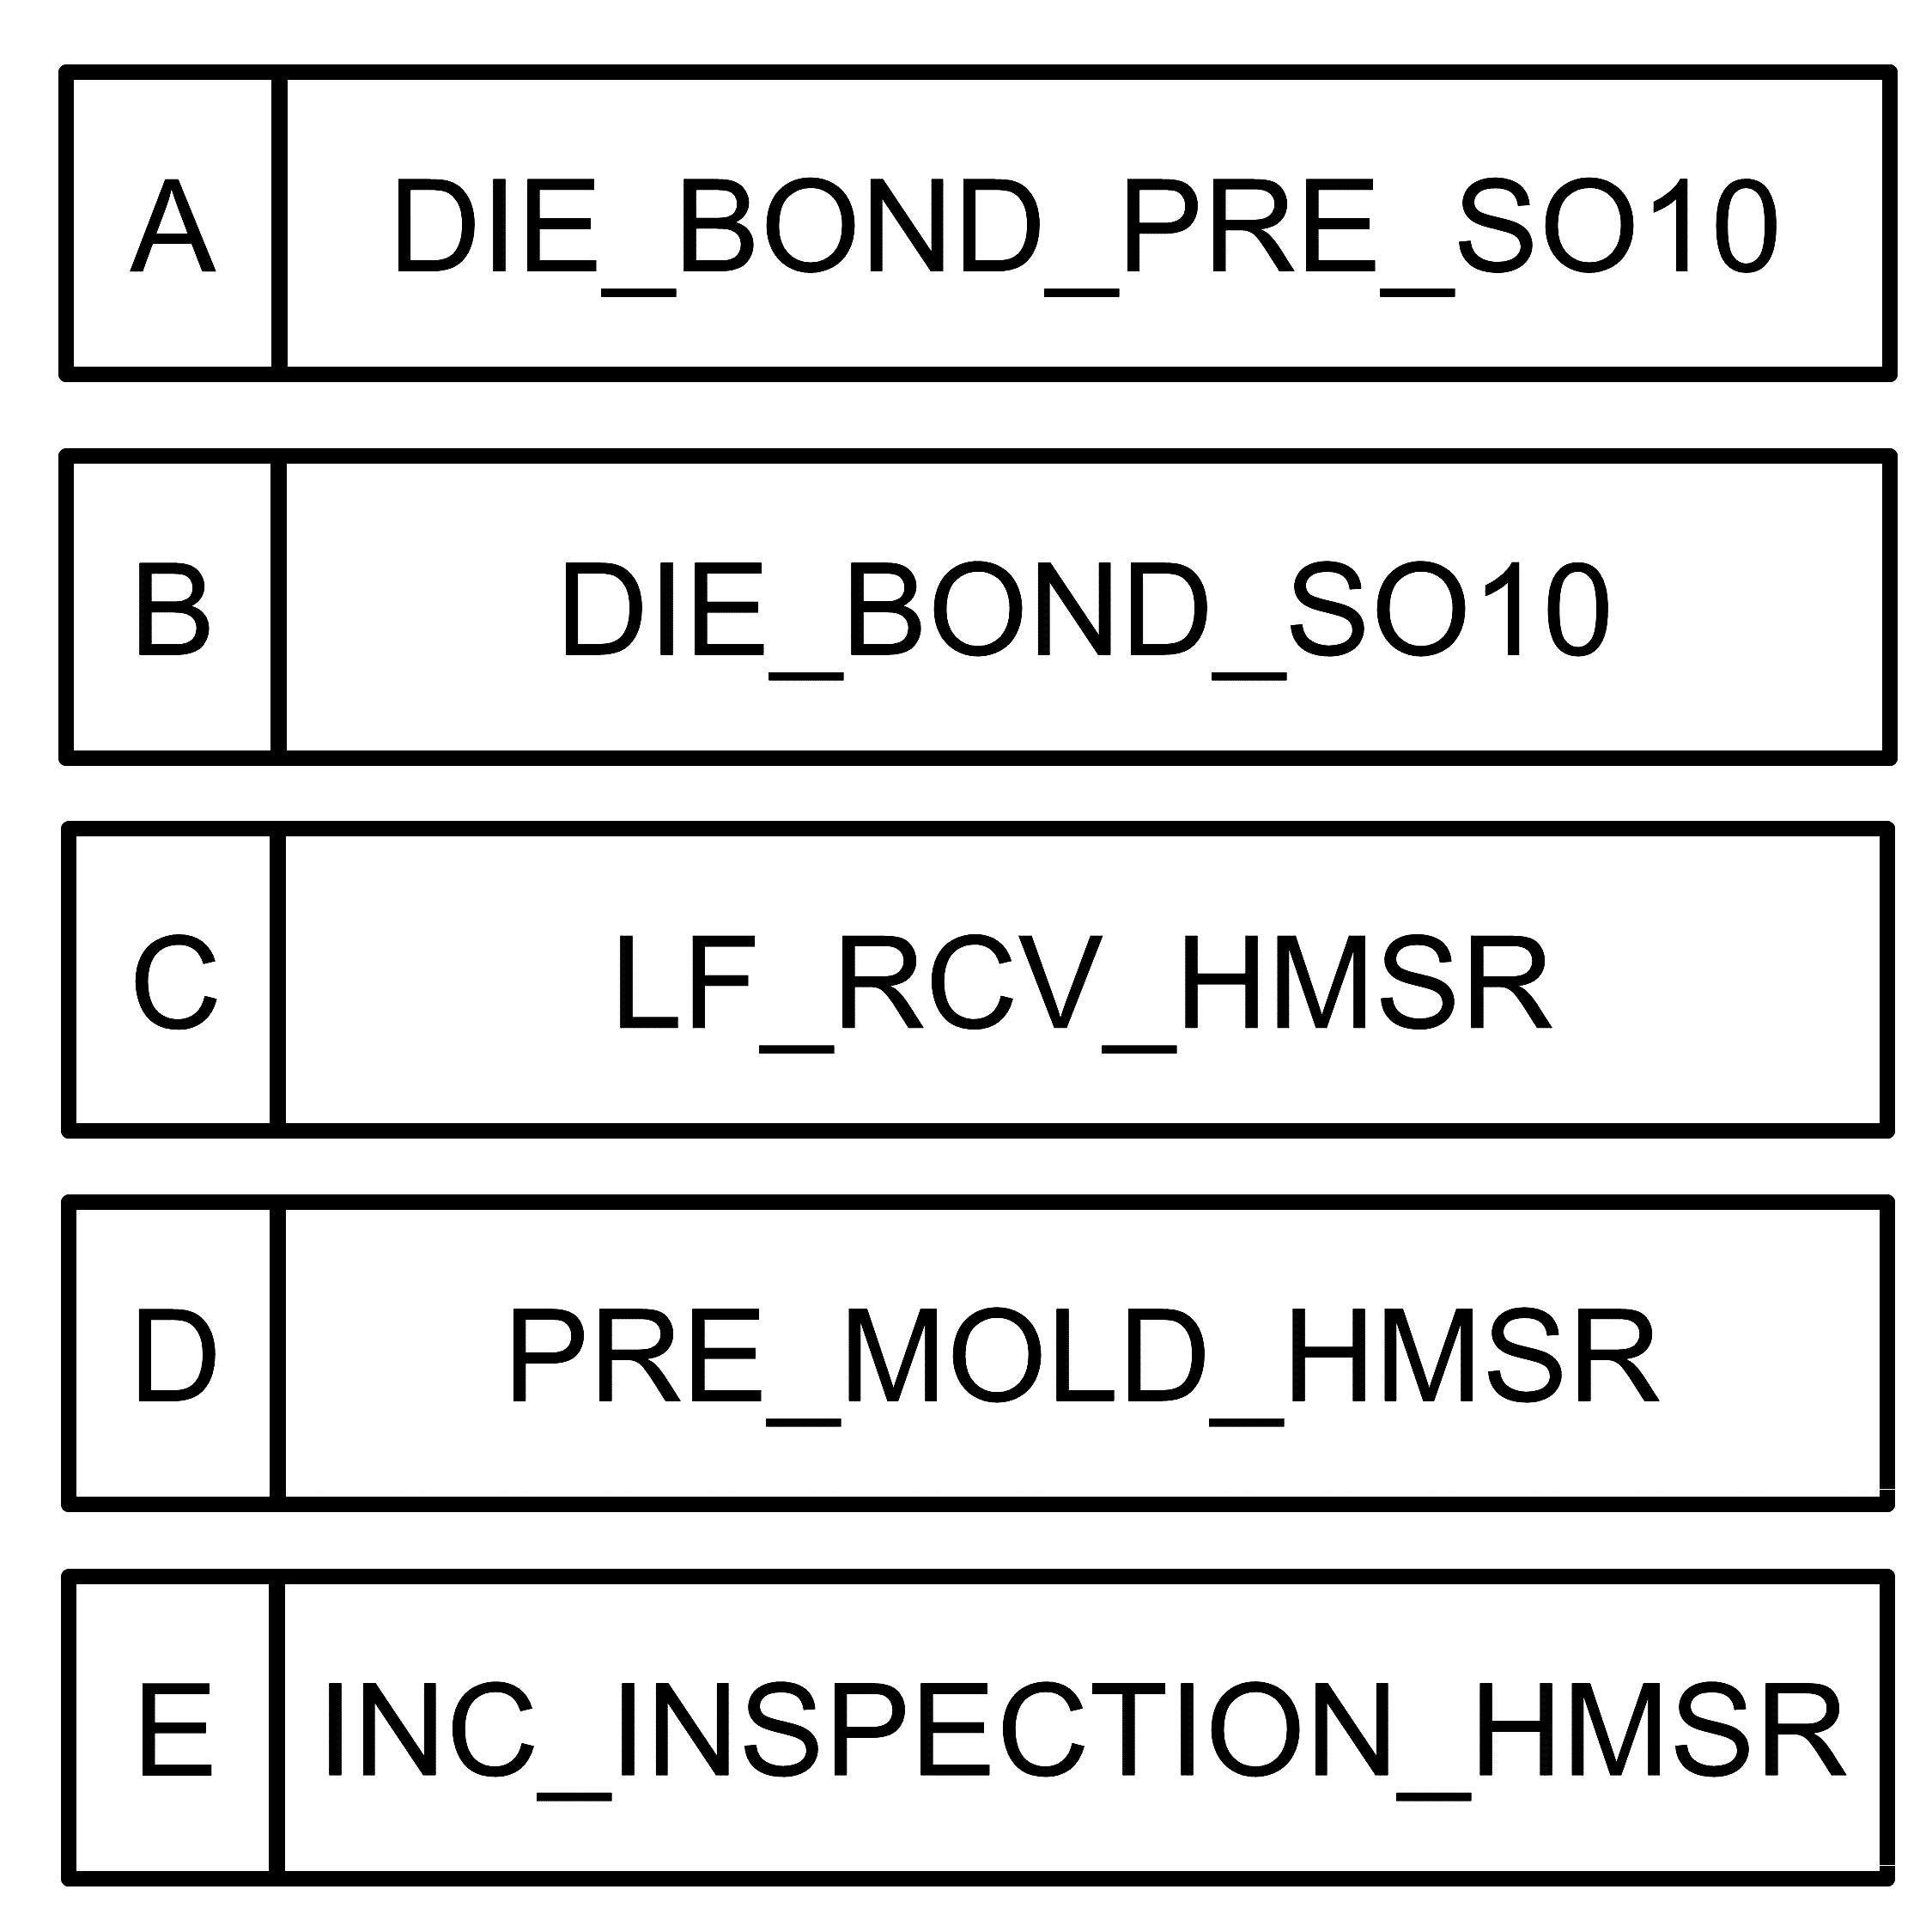 A DIE_BOND_PRE_SO10
B DIE_BOND_SO10
C LF_RCV_HMSR
D PRE_MOLD_HMSR
E INC_INSPECTION_HMSR